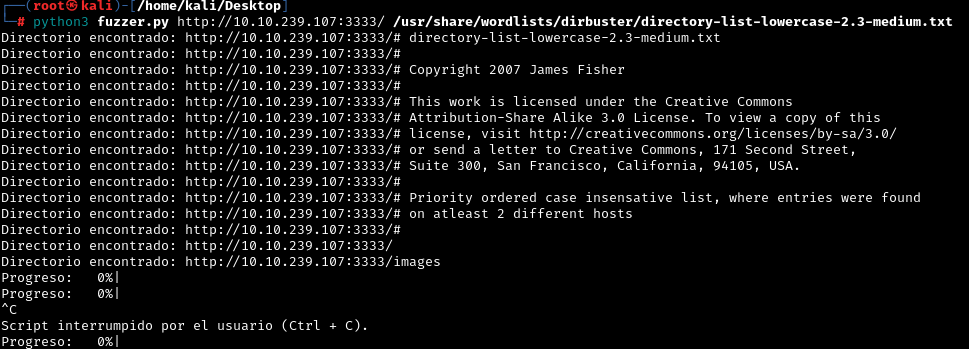 ┌──(root㉿kali)-[/home/kali/Desktop]
└─# python3 fuzzer.py http://10.10.239.107:3333/ /usr/share/wordlists/dirbuster/directory-list-lowercase-2.3-medium.txt
Directorio encontrado: http://10.10.239.107:3333/# directory-list-lowercase-2.3-medium.txt
Directorio encontrado: http://10.10.239.107:3333/#
Directorio encontrado: http://10.10.239.107:3333/# Copyright 2007 James Fisher
Directorio encontrado: http://10.10.239.107:3333/#
Directorio encontrado: http://10.10.239.107:3333/# This work is licensed under the Creative Commons
Directorio encontrado: http://10.10.239.107:3333/# Attribution-Share Alike 3.0 License. To view a copy of this
Directorio encontrado: http://10.10.239.107:3333/# license, visit http://creativecommons.org/licenses/by-sa/3.0/
Directorio encontrado: http://10.10.239.107:3333/# or send a letter to Creative Commons, 171 Second Street,
Directorio encontrado: http://10.10.239.107:3333/# Suite 300, San Francisco, California, 94105, USA.
Directorio encontrado: http://10.10.239.107:3333/#
Directorio encontrado: http://10.10.239.107:3333/# Priority ordered case insensative list, where entries were found
Directorio encontrado: http://10.10.239.107:3333/# on atleast 2 different hosts
Directorio encontrado: http://10.10.239.107:3333/#
Directorio encontrado: http://10.10.239.107:3333/
Directorio encontrado: http://10.10.239.107:3333/images
Progreso:   0%|
Progreso:   0%|
^C
Script interrumpido por el usuario (Ctrl + C).
Progreso:   0%|